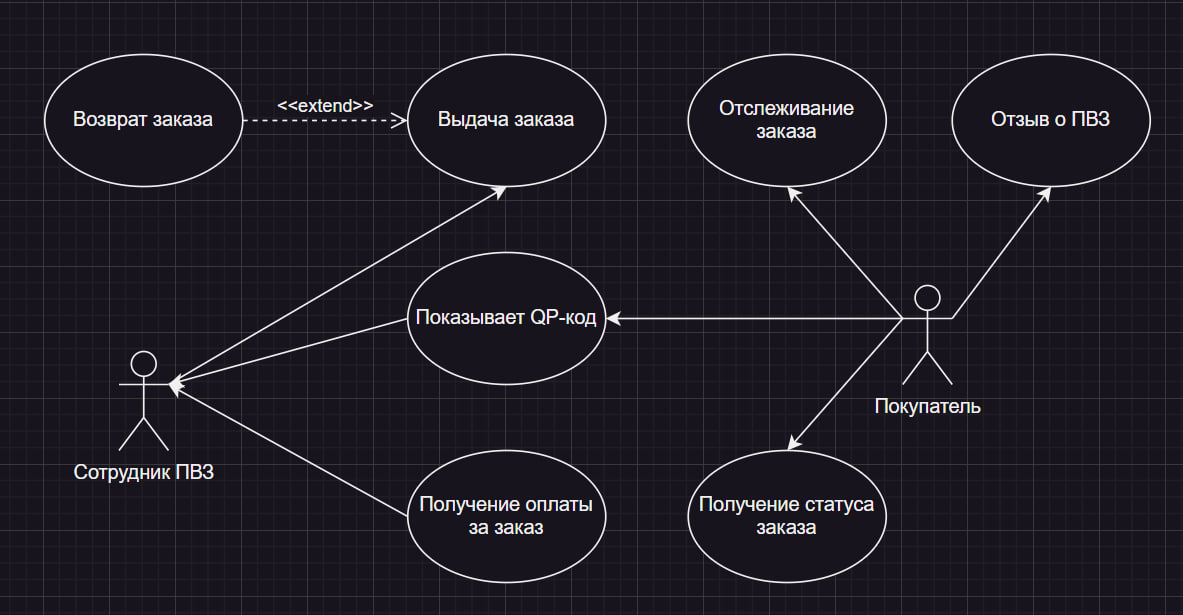 Возврат заказа
<<extend>>
Выдача заказа
Отслеживание
заказа
Отзыв о ПВЗ
Показывает QP-код
Покупатель
Сотрудник ПВЗ
Получение оплаты
за заказ
Получение статуса
заказа